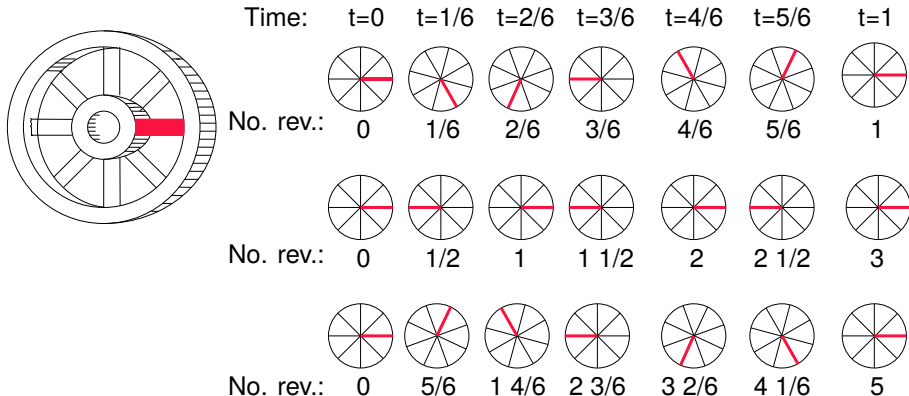 Time: t=0 t=1/6 t=2/6 t=3/6 t=4/6 t=5/6 t=1
No. rev.: 0 1/6 2/6 3/6 4/6 5/6 1
No. rev.: 0 1/2 1 1 1/2 2 2 1/2 3
No. rev.: 0 5/6 1 4/6 2 3/6 3 2/6 4 1/6 5